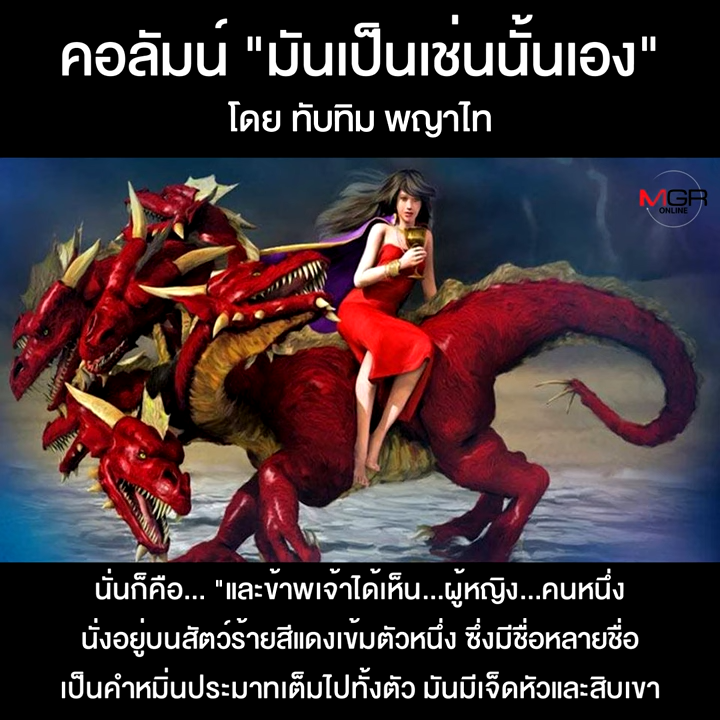 คอลัมน์ "มันเป็นเช่นนั้นเอง"
โดย ทับทิม พญาไท
MGR
ONLINE
นั่นก็คือ... "และข้าพเจ้าได้เห็น...ผู้หญิง...คนหนึ่ง
นั่งอยู่บนสัตว์ร้ายสีแดงเข้มตัวหนึ่ง ซึ่งมีชื่อหลายชื่อ
เป็นคำหมิ่นประมาทเต็มไปทั้งตัว มันมีเจ็ดหัวและสิบเขา